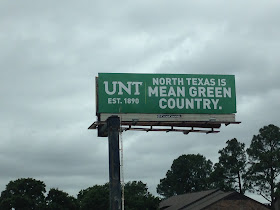 UNT
EST. 1890
NORTH TEXAS IS
MEAN GREEN
COUNTRY.